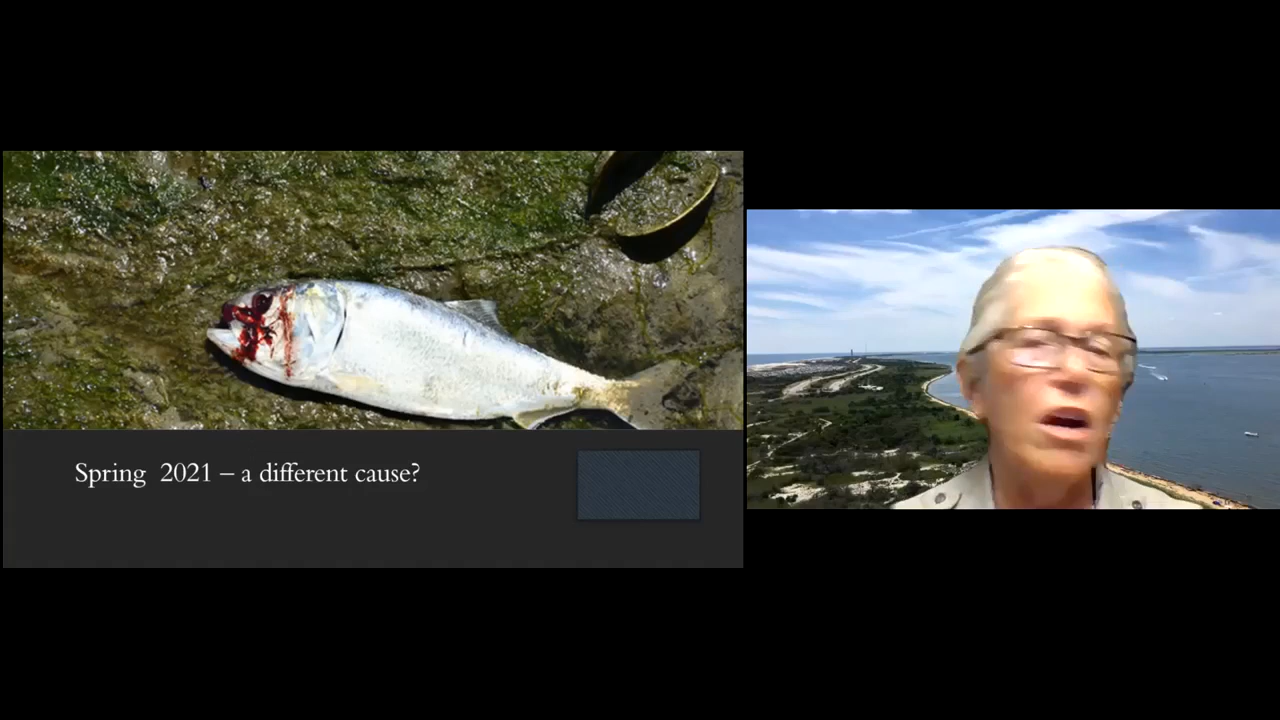 Spring 2021 – a different cause?